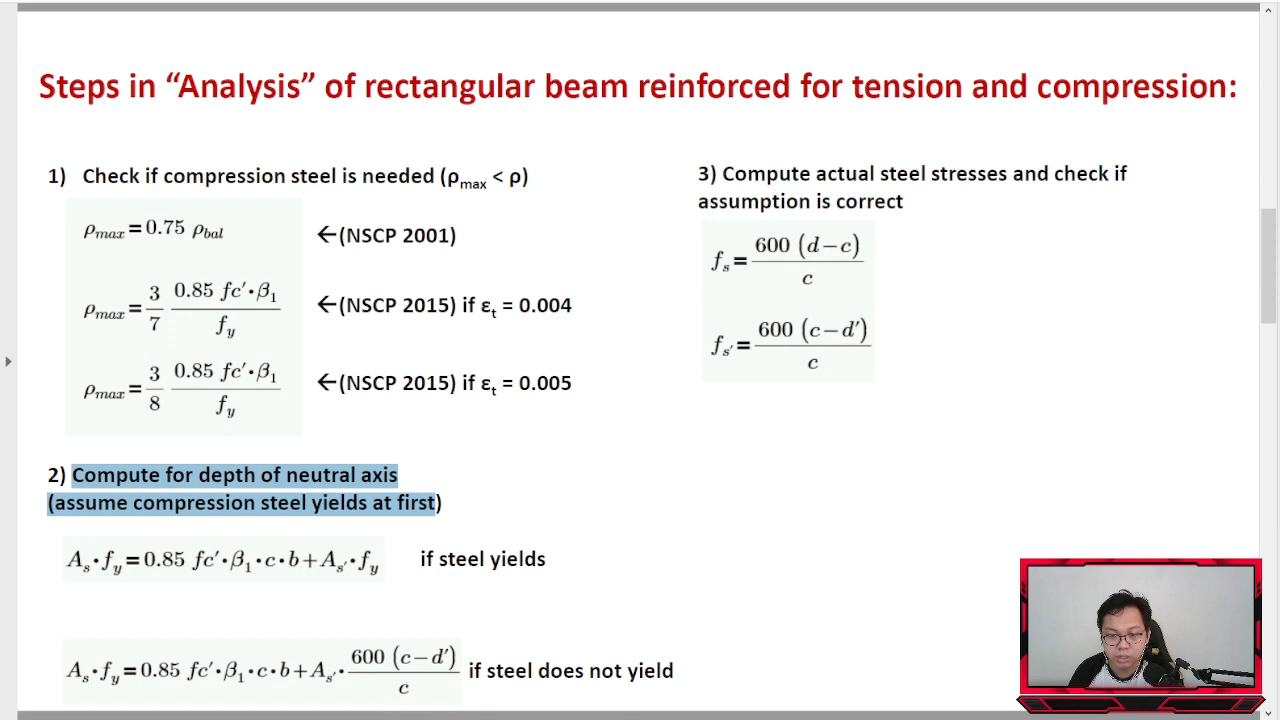 Steps in “Analysis” of rectangular beam reinforced for tension and compression:
1) Check if compression steel is needed (ρmax < ρ)
ρmax = 0.75 ρbal ←(NSCP 2001)
ρmax = 3/7 0.85 fc'·β1/fy ←(NSCP 2015) if εt = 0.004
ρmax = 3/8 0.85 fc'·β1/fy ←(NSCP 2015) if εt = 0.005
2) Compute for depth of neutral axis
(assume compression steel yields at first)
As·fy = 0.85 fc'·β1·c·b + As'·fy if steel yields
As·fy = 0.85 fc'·β1·c·b + As'· 600 (c−d')/c if steel does not yield
3) Compute actual steel stresses and check if
assumption is correct
fs = 600 (d−c)/c
fs' = 600 (c−d')/c